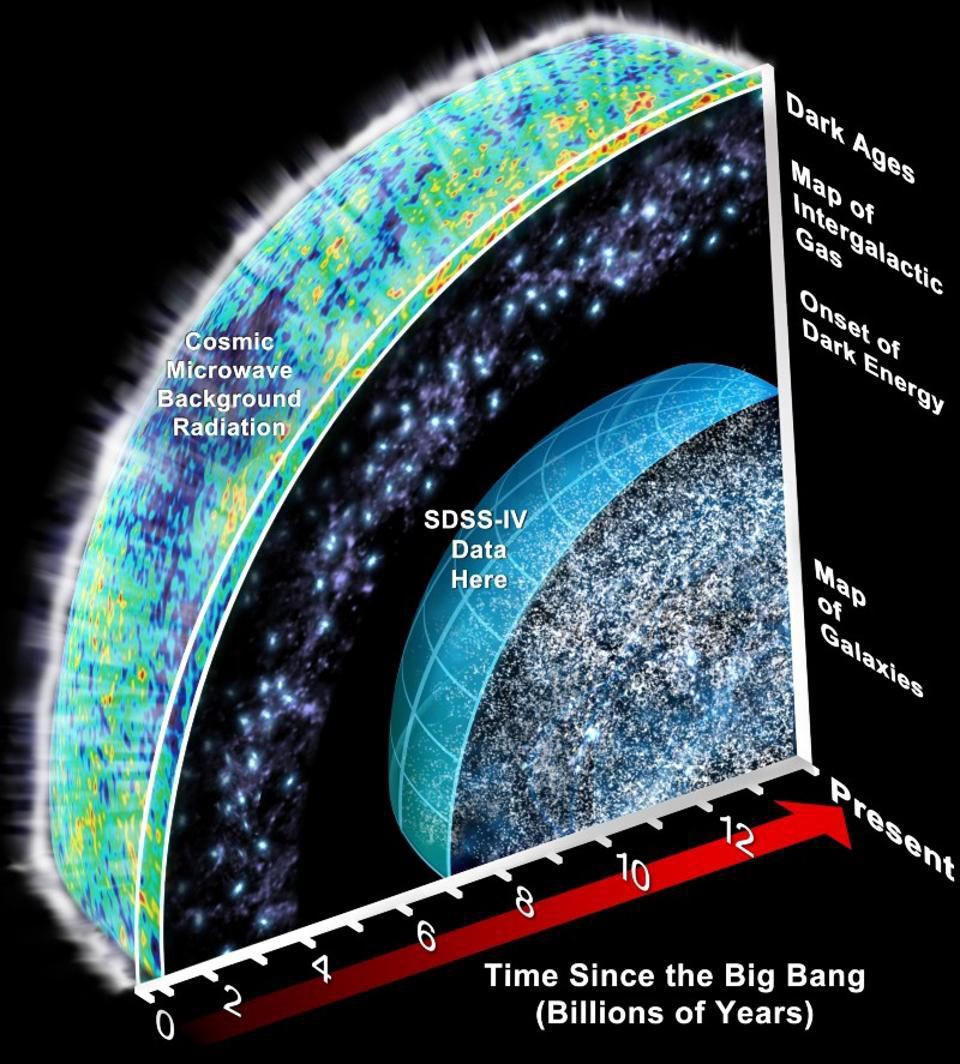 Dark Ages
Map of
Intergalactic
Gas
Onset of
Dark Energy
Cosmic
Microwave
Background
Radiation
SDSS-IV
Data
Here
Map
of
Galaxies
Present
0 2 4 6 8 10 12
Time Since the Big Bang
(Billions of Years)